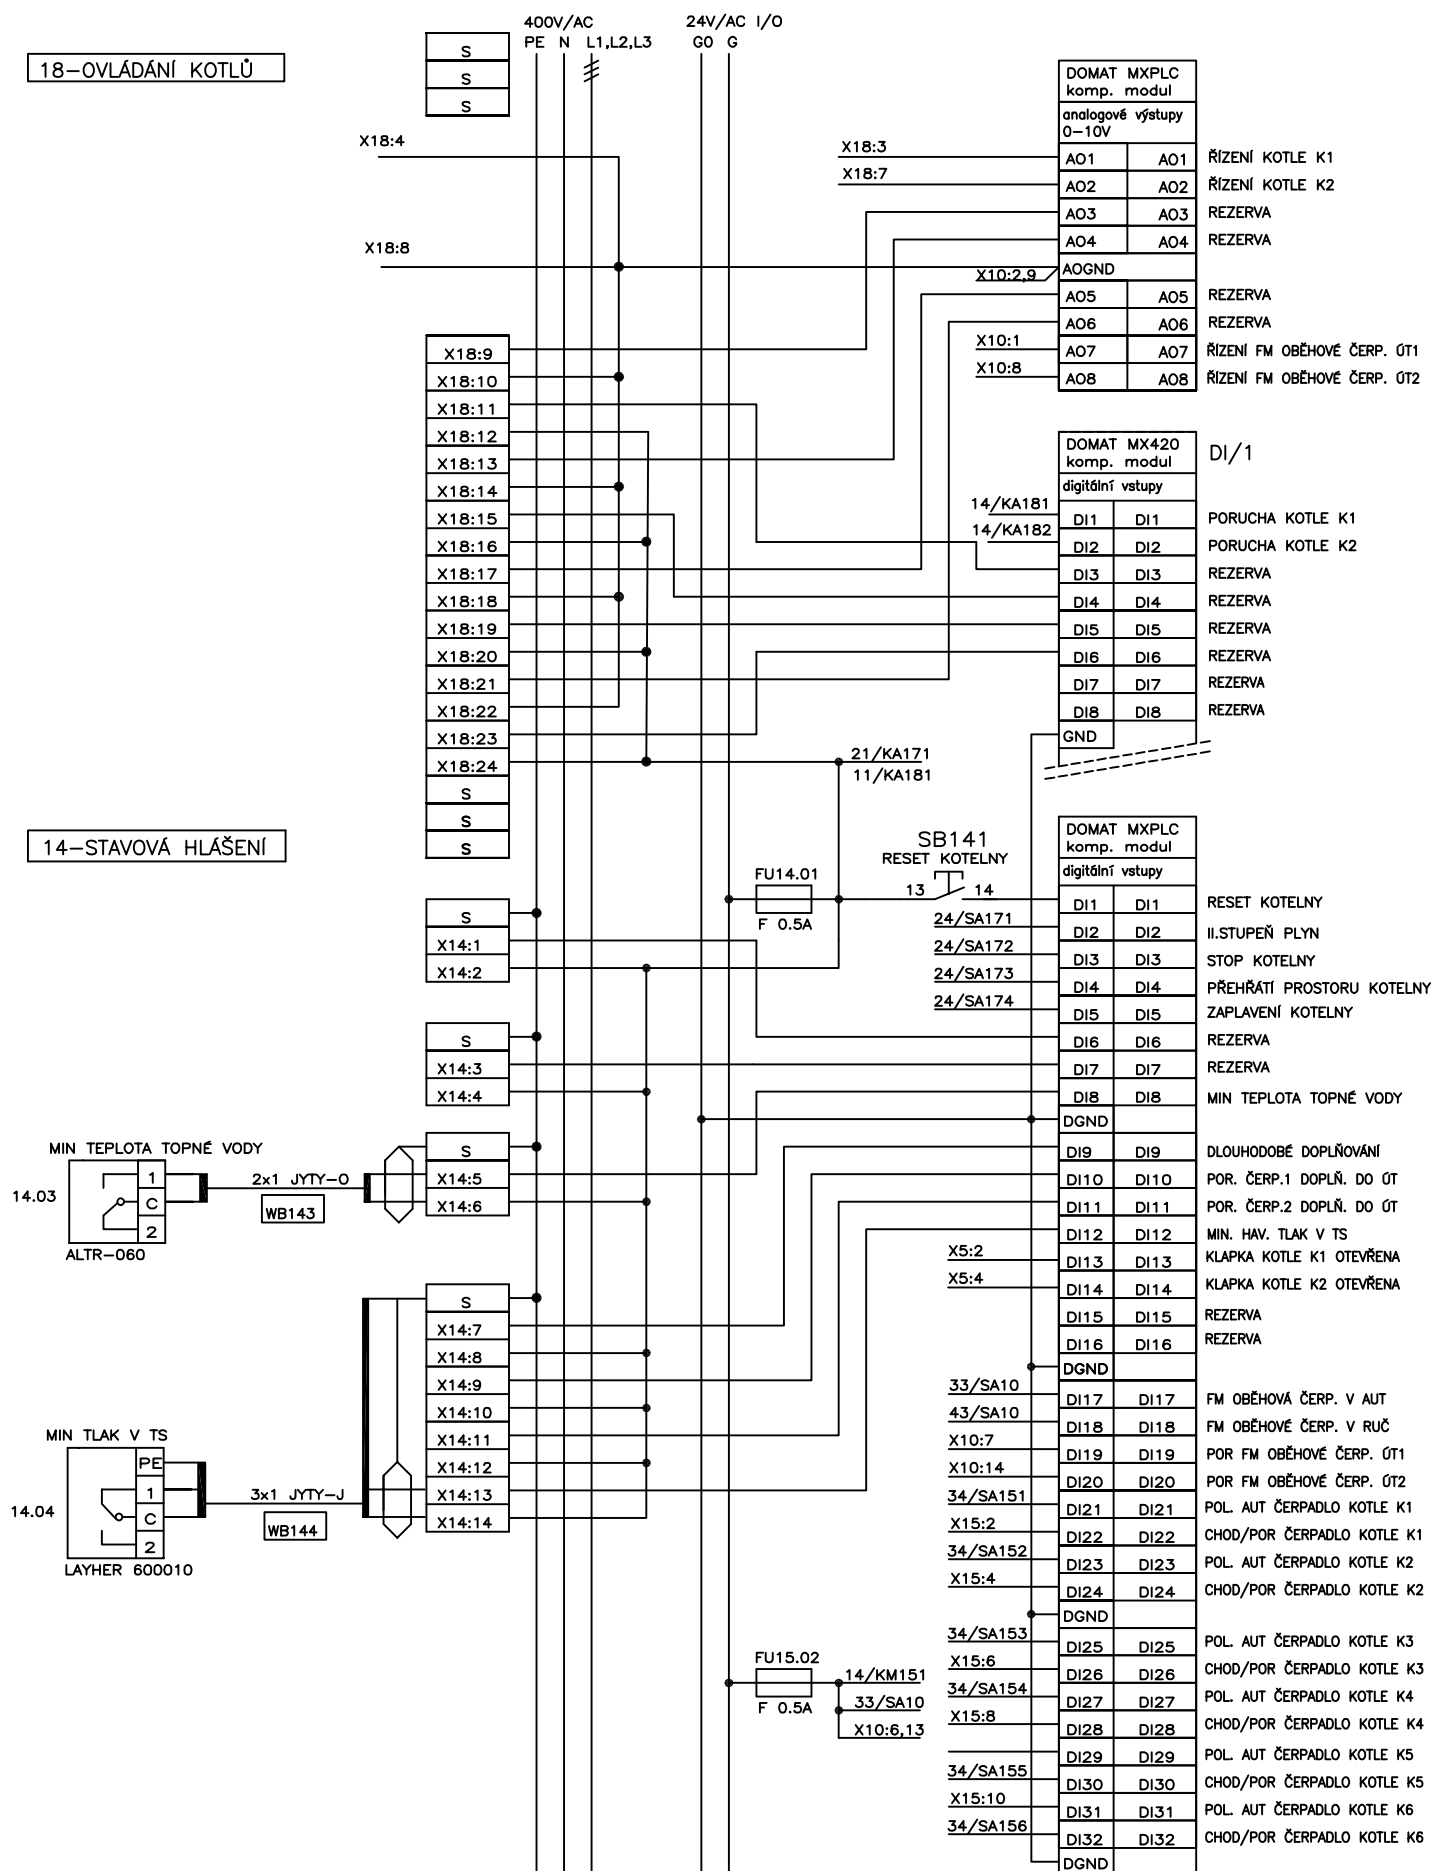 400V/AC
PE N L1,L2,L3
24V/AC I/O
G0 G
18-OVLÁDÁNÍ KOTLŮ
S
S
S
X18:4
X18:8
DOMAT MXPLC
komp. modul
analogové výstupy
0-10V
X18:3 AO1 AO1 ŘÍZENÍ KOTLE K1
X18:7 AO2 AO2 ŘÍZENÍ KOTLE K2
AO3 AO3 REZERVA
AO4 AO4 REZERVA
X10:2,9 AOGND
AO5 AO5 REZERVA
AO6 AO6 REZERVA
X10:1 AO7 AO7 ŘÍZENÍ FM OBĚHOVÉ ČERP. ÚT1
X10:8 AO8 AO8 ŘÍZENÍ FM OBĚHOVÉ ČERP. ÚT2
X18:9
X18:10
X18:11
X18:12
X18:13
X18:14
X18:15
X18:16
X18:17
X18:18
X18:19
X18:20
X18:21
X18:22
X18:23
X18:24
S
S
S
DOMAT MX420
komp. modul
DI/1
digitální vstupy
14/KA181 DI1 DI1 PORUCHA KOTLE K1
14/KA182 DI2 DI2 PORUCHA KOTLE K2
DI3 DI3 REZERVA
DI4 DI4 REZERVA
DI5 DI5 REZERVA
DI6 DI6 REZERVA
DI7 DI7 REZERVA
DI8 DI8 REZERVA
GND
21/KA171
11/KA181
14-STAVOVÁ HLÁŠENÍ
SB141
RESET KOTELNY
13 14
FU14.01
F 0.5A
S
X14:1
X14:2
S
X14:3
X14:4
S
X14:5
X14:6
S
X14:7
X14:8
X14:9
X14:10
X14:11
X14:12
X14:13
X14:14
MIN TEPLOTA TOPNÉ VODY
14.03
1
C
2
ALTR-060
2x1 JYTY-O
WB143
MIN TLAK V TS
14.04
PE
1
C
2
LAYHER 600010
3x1 JYTY-J
WB144
DOMAT MXPLC
komp. modul
digitální vstupy
DI1 DI1 RESET KOTELNY
24/SA171 DI2 DI2 II.STUPEŇ PLYN
24/SA172 DI3 DI3 STOP KOTELNY
24/SA173 DI4 DI4 PŘEHŘÁTÍ PROSTORU KOTELNY
24/SA174 DI5 DI5 ZAPLAVENÍ KOTELNY
DI6 DI6 REZERVA
DI7 DI7 REZERVA
DI8 DI8 MIN TEPLOTA TOPNÉ VODY
DGND
DI9 DI9 DLOUHODOBÉ DOPLŇOVÁNÍ
DI10 DI10 POR. ČERP.1 DOPLŇ. DO ÚT
DI11 DI11 POR. ČERP.2 DOPLŇ. DO ÚT
DI12 DI12 MIN. HAV. TLAK V TS
X5:2 DI13 DI13 KLAPKA KOTLE K1 OTEVŘENA
X5:4 DI14 DI14 KLAPKA KOTLE K2 OTEVŘENA
DI15 DI15 REZERVA
DI16 DI16 REZERVA
DGND
33/SA10 DI17 DI17 FM OBĚHOVÁ ČERP. V AUT
43/SA10 DI18 DI18 FM OBĚHOVÉ ČERP. V RUČ
X10:7 DI19 DI19 POR FM OBĚHOVÉ ČERP. ÚT1
X10:14 DI20 DI20 POR FM OBĚHOVÉ ČERP. ÚT2
34/SA151 DI21 DI21 POL. AUT ČERPADLO KOTLE K1
X15:2 DI22 DI22 CHOD/POR ČERPADLO KOTLE K1
34/SA152 DI23 DI23 POL. AUT ČERPADLO KOTLE K2
X15:4 DI24 DI24 CHOD/POR ČERPADLO KOTLE K2
DGND
34/SA153 DI25 DI25 POL. AUT ČERPADLO KOTLE K3
X15:6 DI26 DI26 CHOD/POR ČERPADLO KOTLE K3
34/SA154 DI27 DI27 POL. AUT ČERPADLO KOTLE K4
X15:8 DI28 DI28 CHOD/POR ČERPADLO KOTLE K4
DI29 DI29 POL. AUT ČERPADLO KOTLE K5
34/SA155 DI30 DI30 CHOD/POR ČERPADLO KOTLE K5
X15:10 DI31 DI31 POL. AUT ČERPADLO KOTLE K6
34/SA156 DI32 DI32 CHOD/POR ČERPADLO KOTLE K6
DGND
FU15.02
F 0.5A
14/KM151
33/SA10
X10:6,13